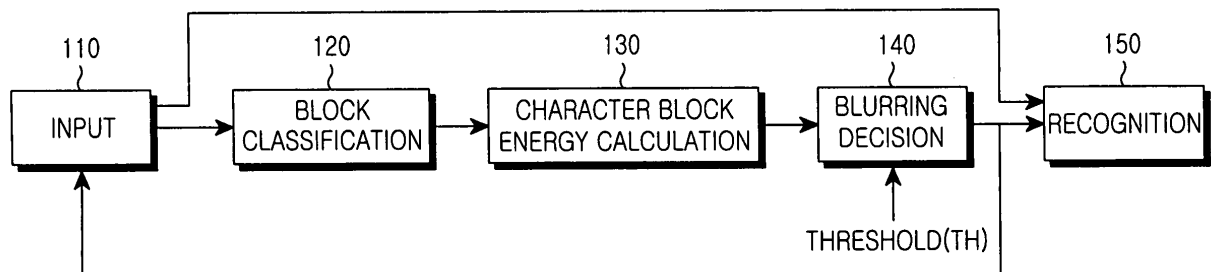 110
120
130
140
150
INPUT
BLOCK
CLASSIFICATION
CHARACTER BLOCK
ENERGY CALCULATION
BLURRING
DECISION
RECOGNITION
THRESHOLD(TH)